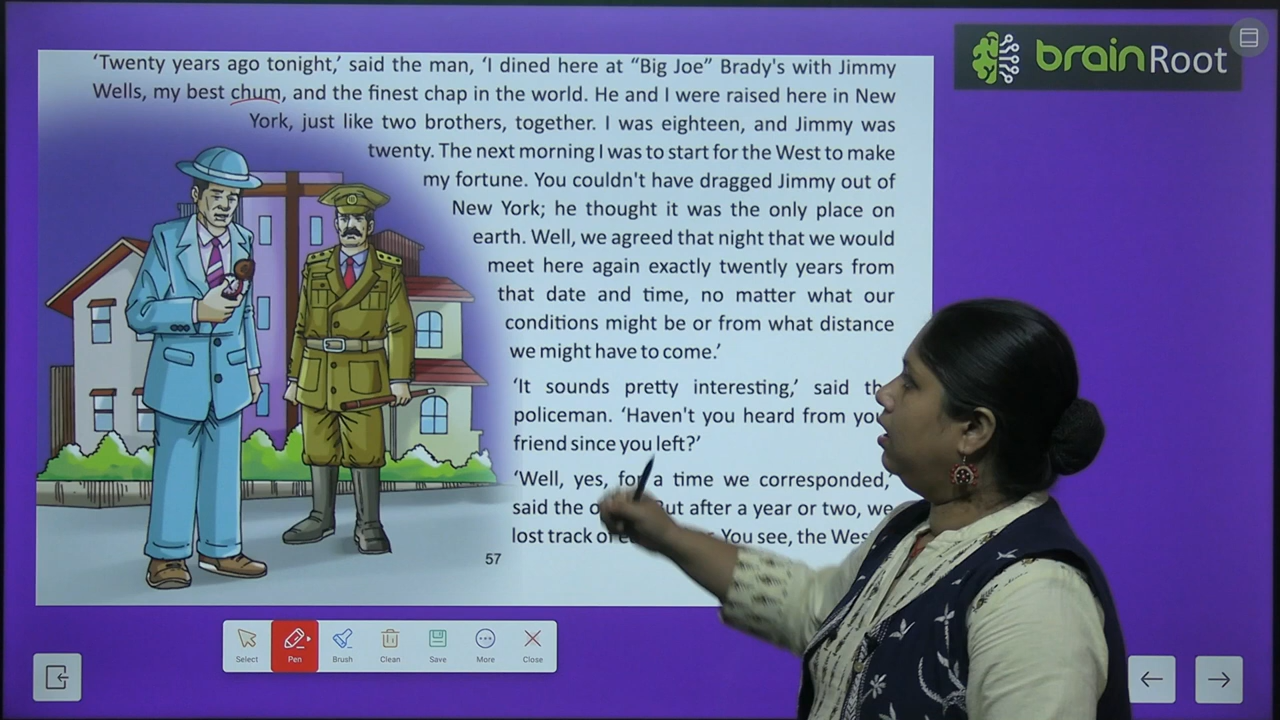 brainRoot
'Twenty years ago tonight,' said the man, 'I dined here at "Big Joe" Brady's with Jimmy
Wells, my best chum, and the finest chap in the world. He and I were raised here in New
York, just like two brothers, together. I was eighteen, and Jimmy was
twenty. The next morning I was to start for the West to make
my fortune. You couldn't have dragged Jimmy out of
New York; he thought it was the only place on
earth. Well, we agreed that night that we would
meet here again exactly twently years from
that date and time, no matter what our
conditions might be or from what distance
we might have to come.'
'It sounds pretty interesting,' said
policeman. 'Haven't you heard from
friend since you left?'
'Well, yes, for a time we corresponded,'
said the after a year or two, we
lost track You see, the
57
Select
Pen
Brush
Clean
Save
More
Close